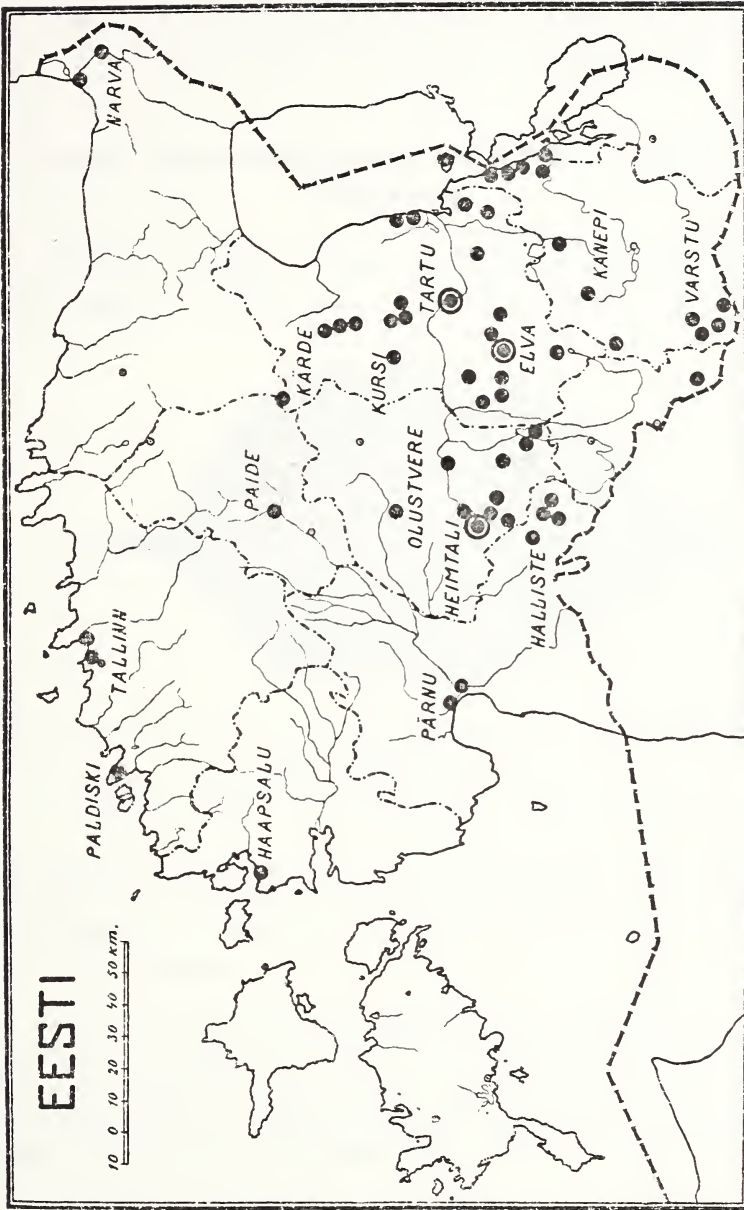 EESTI
10 0 10 20 30 40 50 km.
PALDISKI
TALLINN
NARVA
HAAPSALU
PAIDE
KÄRDE
KURSI
OLUSTVERE
TARTU
PÄRNU
HEIMTALI
ELVA
HALLISTE
KANEPI
VARSTU